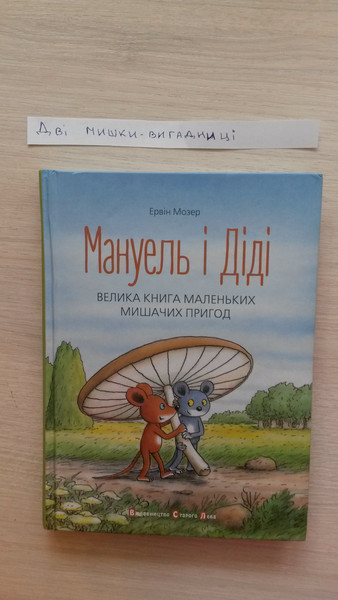 Дві мишки-вигадниці
Ервін Мозер
Мануель і Діді
ВЕЛИКА КНИГА МАЛЕНЬКИХ
МИШАЧИХ ПРИГОД
Видавництво Старого Лева